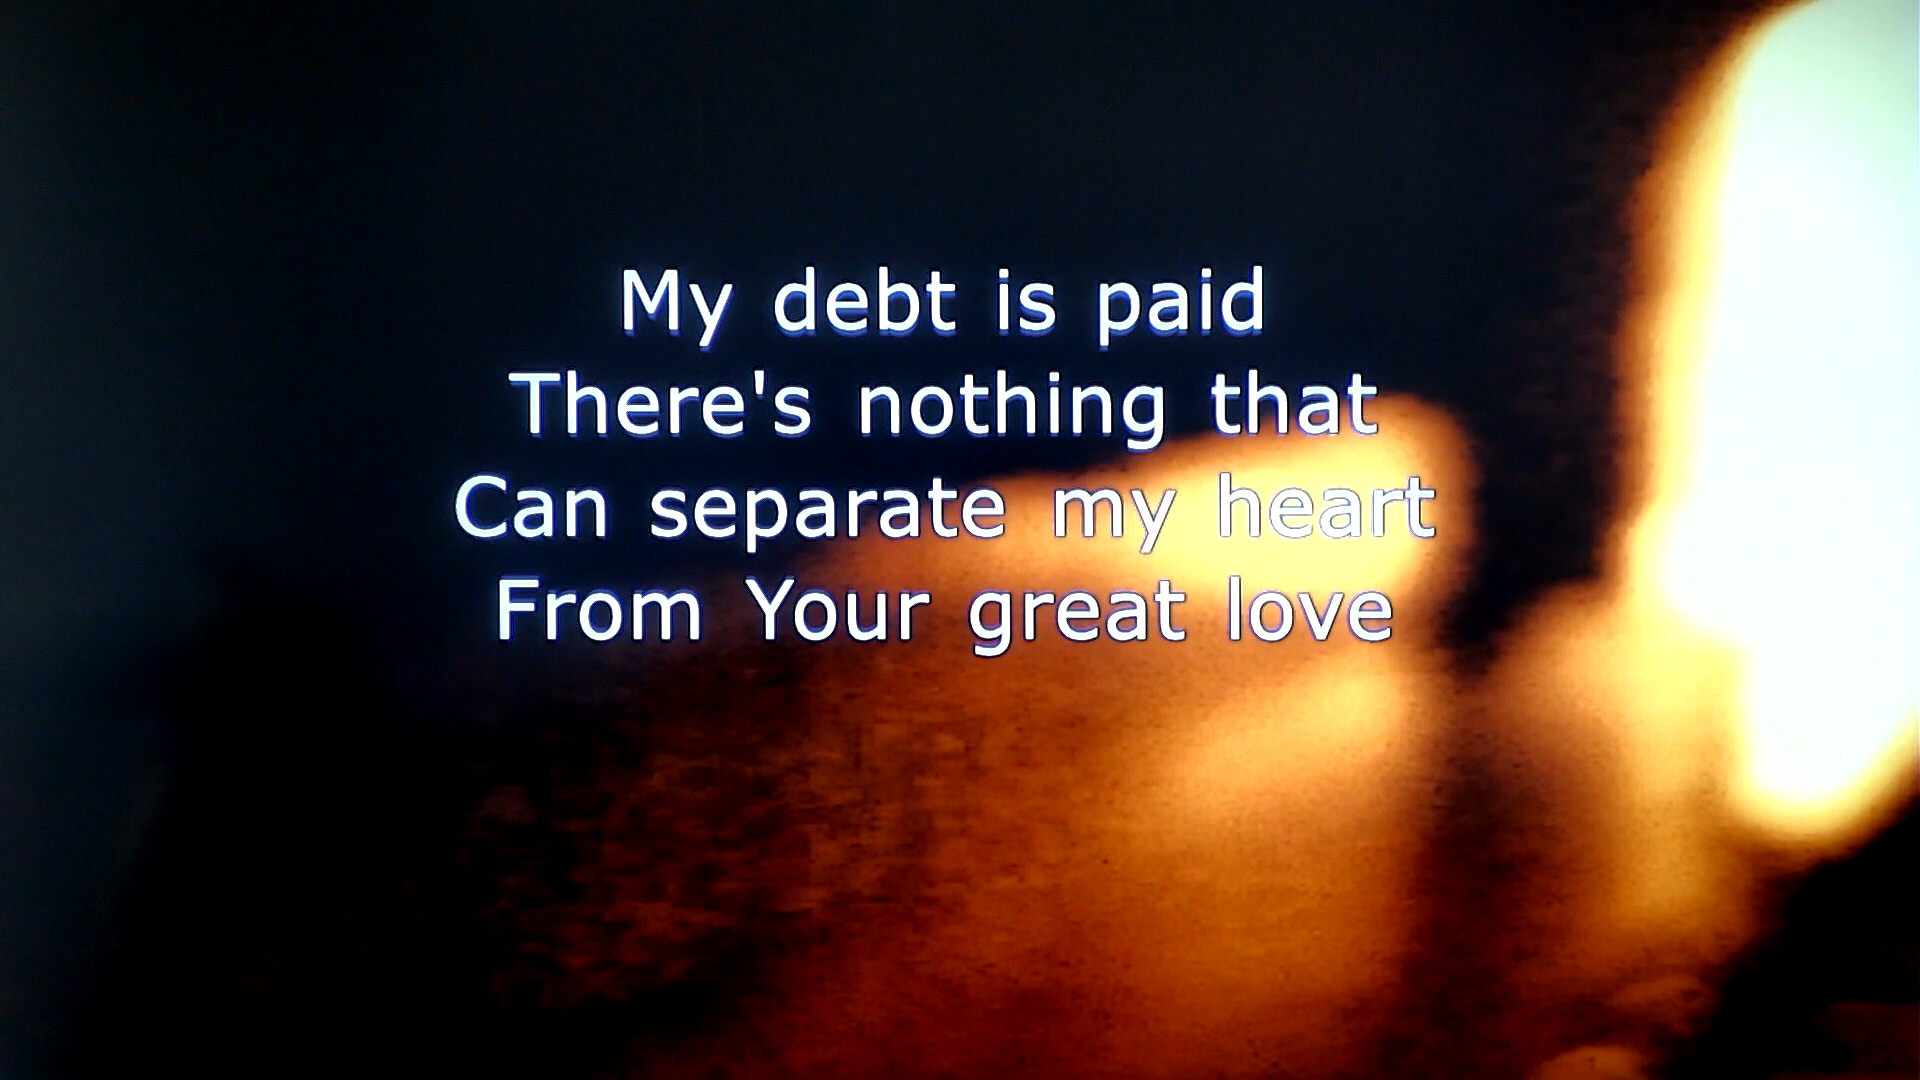 My debt is paid
There's nothing that
Can separate my heart
From Your great love